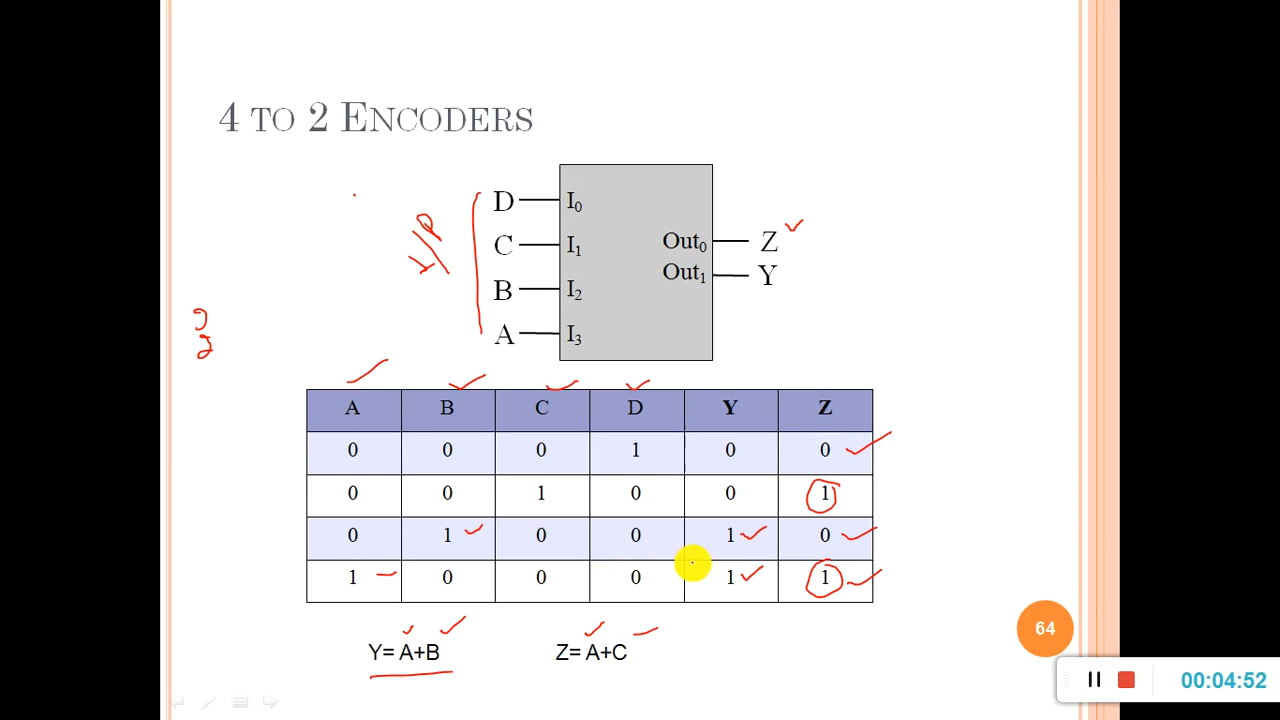 4 TO 2 ENCODERS
D I0
C I1
B I2
A I3
Out0 Z
Out1 Y
I/P
A B C D Y Z
0 0 0 1 0 0
0 0 1 0 0 1
0 1 0 0 1 0
1 0 0 0 1 1
Y= A+B Z= A+C
64
00:04:52